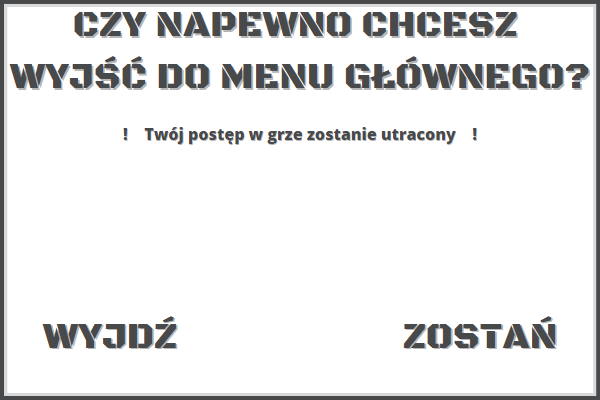 CZY NAPEWNO CHCESZ
WYJŚĆ DO MENU GŁÓWNEGO?
! Twój postęp w grze zostanie utracony !
WYJDŹ
ZOSTAŃ